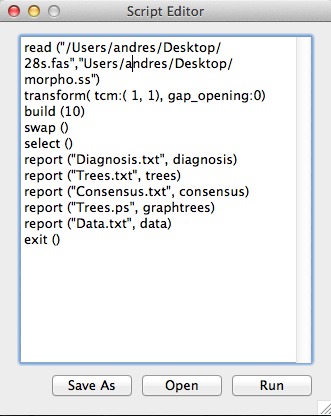 Script Editor
read ("/Users/andres/Desktop/
28s.fas","Users/andres/Desktop/
morpho.ss")
transform( tcm:( 1, 1), gap_opening:0)
build (10)
swap ()
select ()
report ("Diagnosis.txt", diagnosis)
report ("Trees.txt", trees)
report ("Consensus.txt", consensus)
report ("Trees.ps", graphtrees)
report ("Data.txt", data)
exit ()
Save As
Open
Run